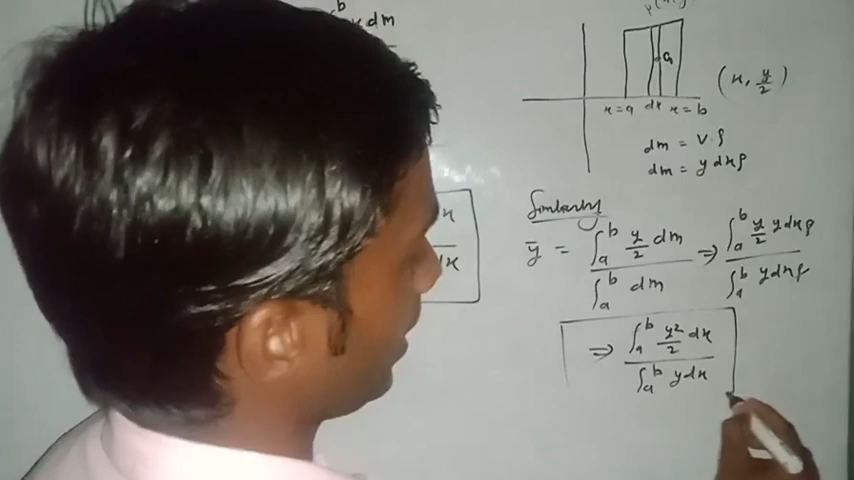 ∫ᵇ x dm
G
(x, y/2)
x=a dx x=b
dm = V.ρ
dm = y dx ρ
Similarly
ȳ = ∫ₐᵇ y/2 dm / ∫ₐᵇ dm ⇒ ∫ₐᵇ y/2 y dx ρ / ∫ₐᵇ y dx ρ
⇒ ∫ₐᵇ y²/2 dx / ∫ₐᵇ y dx